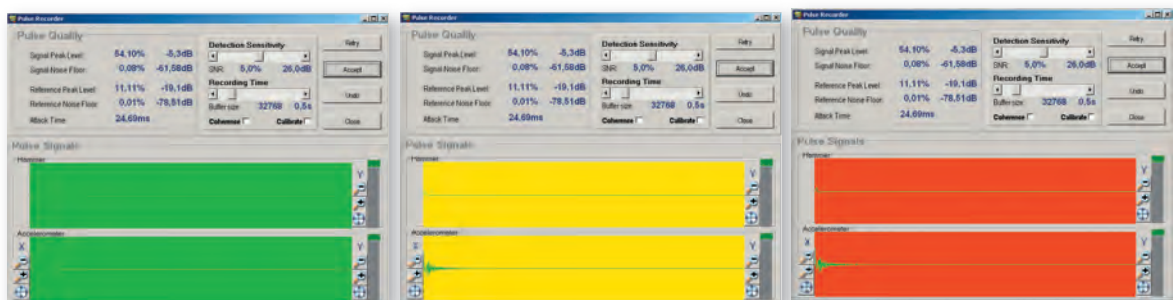 Pulse Recorder
Pulse Quality
Signal Peak Level: 54,10% -5,3dB
Signal Noise Floor: 0,08% -61,58dB
Reference Peak Level: 11,11% -19,1dB
Reference Noise Floor: 0,01% -78,51dB
Attack Time 24,69ms
Detection Sensitivity
SNR: 5,0% 26,0dB
Recording Time
Buffer size: 32768 0,5s
Coherence Calibrate
Retry
Accept
Undo
Close
Pulse Signals
Hammer
Y
Accelerometer
X
Y
Pulse Recorder
Pulse Quality
Signal Peak Level: 54,10% -5,3dB
Signal Noise Floor: 0,08% -61,58dB
Reference Peak Level: 11,11% -19,1dB
Reference Noise Floor: 0,01% -78,51dB
Attack Time 24,69ms
Detection Sensitivity
SNR: 5,0% 26,0dB
Recording Time
Buffer size: 32768 0,5s
Coherence Calibrate
Retry
Accept
Undo
Close
Pulse Signals
Hammer
Y
Accelerometer
Y
Pulse Recorder
Pulse Quality
Signal Peak Level: 54,10% -5,3dB
Signal Noise Floor: 0,08% -61,58dB
Reference Peak Level: 11,11% -19,1dB
Reference Noise Floor: 0,01% -78,51dB
Attack Time 24,69ms
Detection Sensitivity
SNR: 5,0% 26,0dB
Recording Time
Buffer size: 32768 0,5s
Coherence Calibrate
Retry
Accept
Undo
Close
Pulse Signals
Hammer
Y
Accelerometer
X
Y